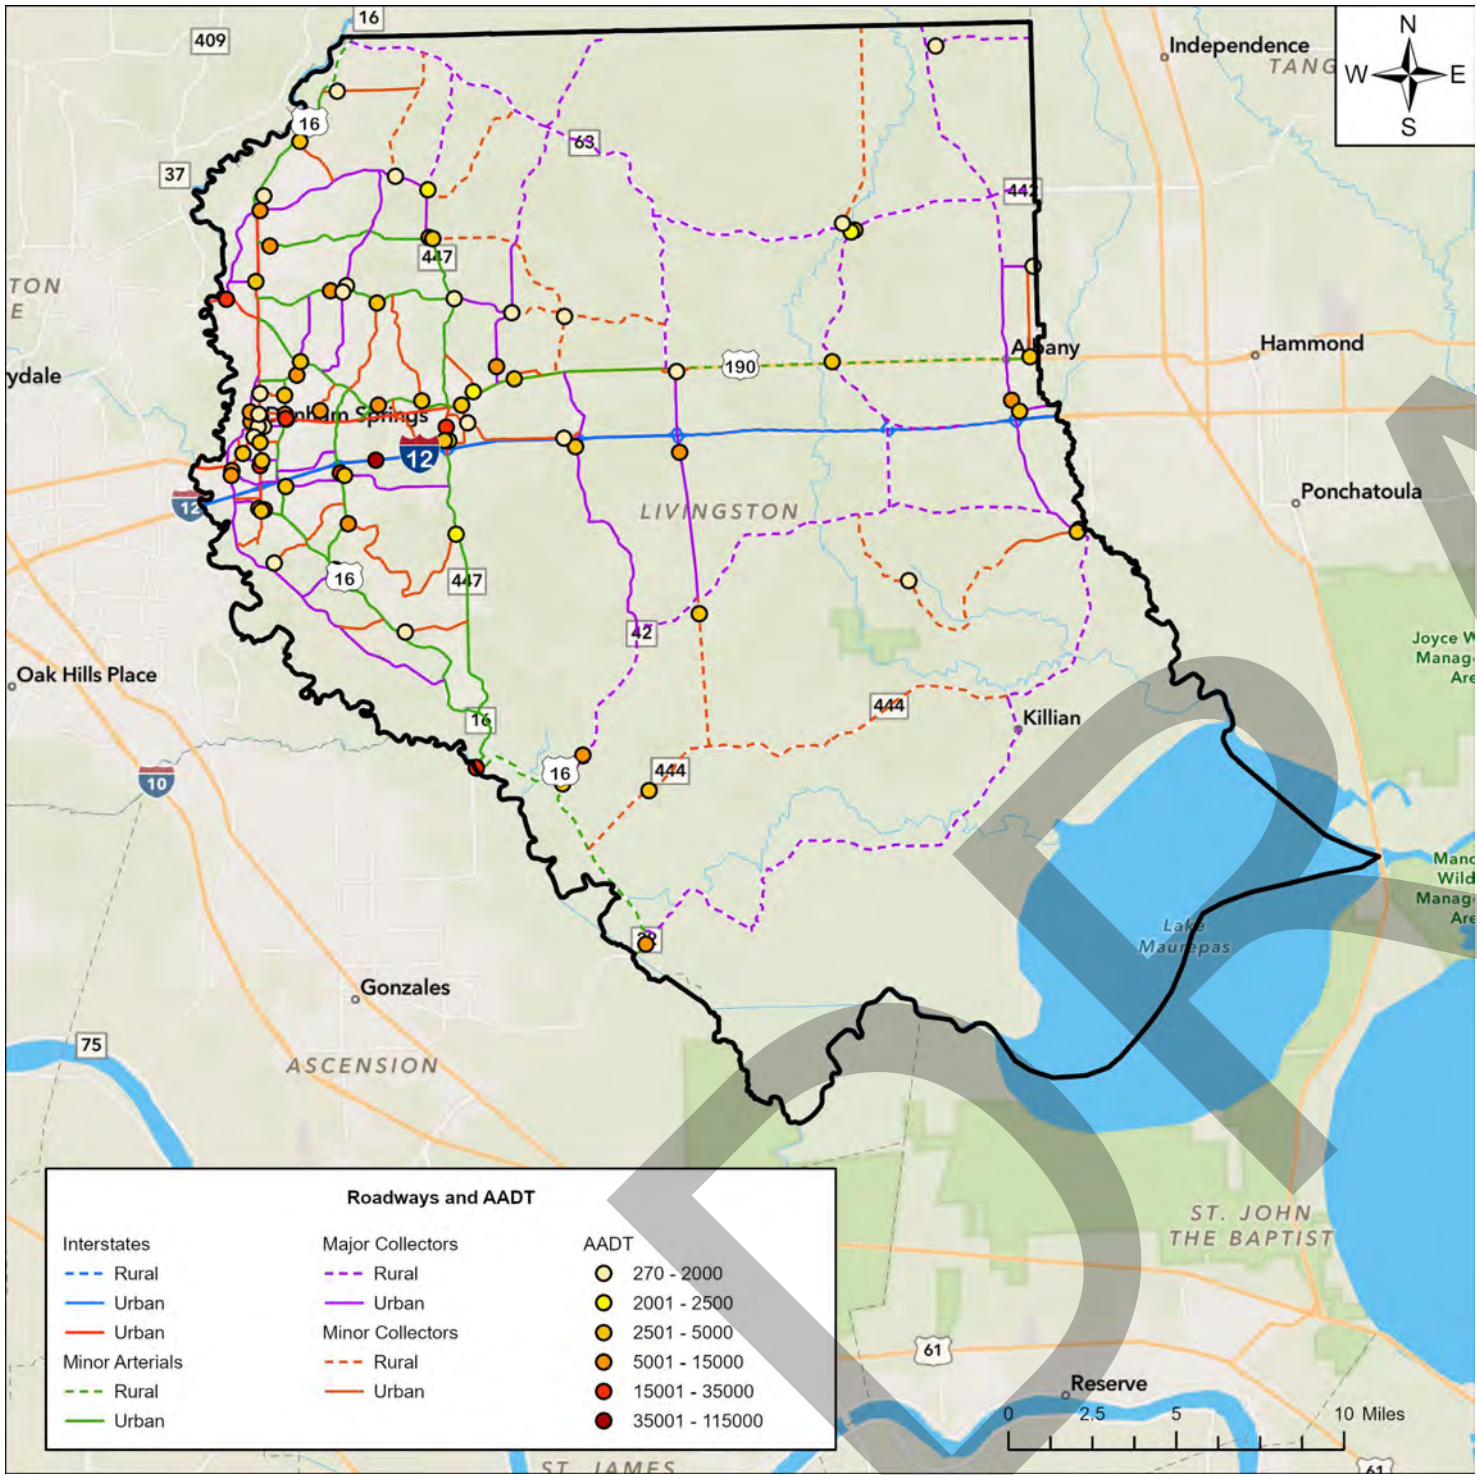 16
409
Independence
TANG
N
W E
S
16
63
37
442
447
TON
E
Albany
Hammond
190
ydale
Denham Springs
12
12
LIVINGSTON
Ponchatoula
16
447
42
Joyce W
Manag
Are
Oak Hills Place
444
16
Killian
16
444
10
Manc
Wild
Manag
Are
Lake
Maurepas
22
Gonzales
75
ASCENSION
ST. JOHN
THE BAPTIST
61
Reserve
0 2.5 5 10 Miles
61
ST. JAMES
Roadways and AADT
Interstates
Rural
Urban
Urban
Minor Arterials
Rural
Urban
Major Collectors
Rural
Urban
Minor Collectors
Rural
Urban
AADT
270 - 2000
2001 - 2500
2501 - 5000
5001 - 15000
15001 - 35000
35001 - 115000